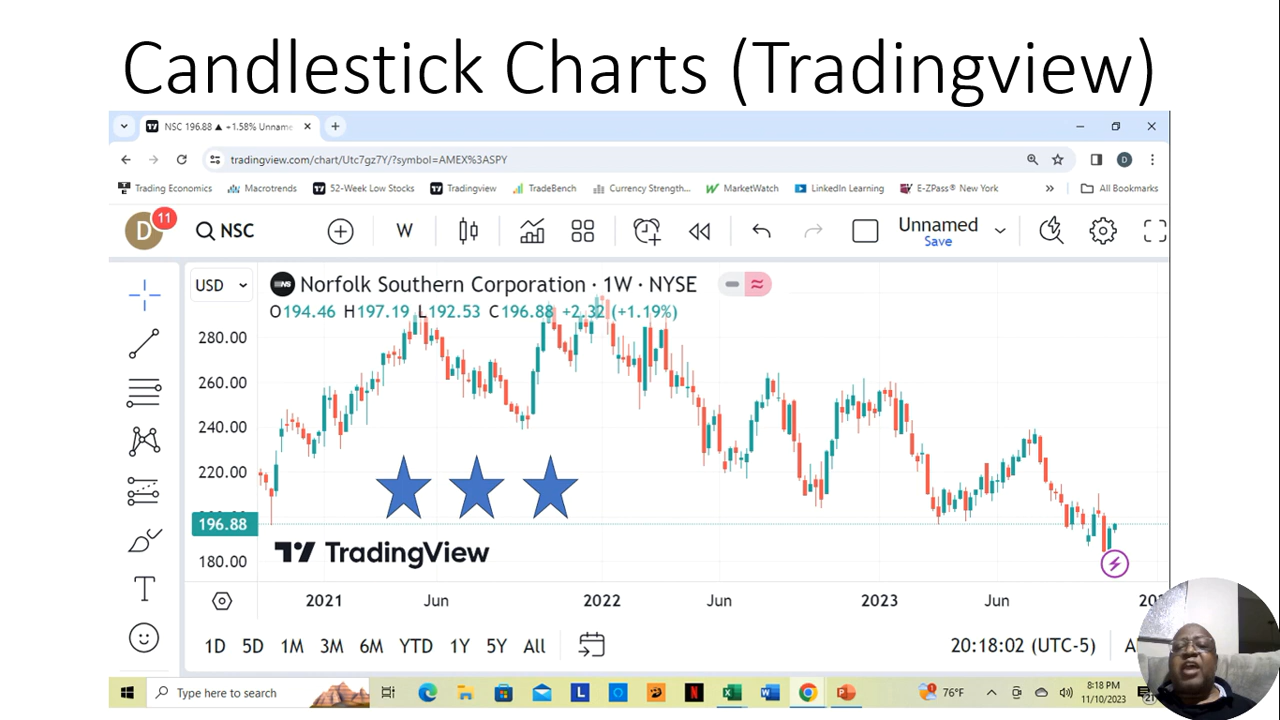 Candlestick Charts (Tradingview)
NSC 196.88 ▲ +1.58% Unname
tradingview.com/chart/Utc7gz7Y/?symbol=AMEX%3ASPY
Trading Economics Macrotrends 52-Week Low Stocks Tradingview TradeBench Currency Strength... MarketWatch LinkedIn Learning E-ZPass® New York » All Bookmarks
D 11 NSC W Unnamed
Save
USD Norfolk Southern Corporation · 1W · NYSE
O194.46 H197.19 L192.53 C196.88 +2.32 (+1.19%)
280.00
260.00
240.00
220.00
196.88
180.00
TradingView
2021 Jun 2022 Jun 2023 Jun
1D 5D 1M 3M 6M YTD 1Y 5Y All 20:18:02 (UTC-5)
Type here to search 76°F 8:18 PM
11/10/2023 21